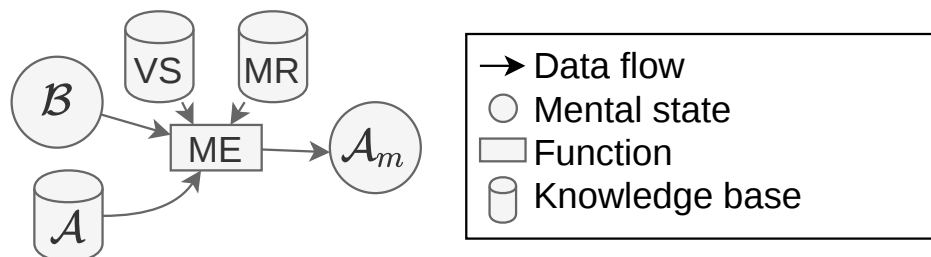 VS
MR
ℬ
ME
𝒜ₘ
𝒜
Data flow
Mental state
Function
Knowledge base